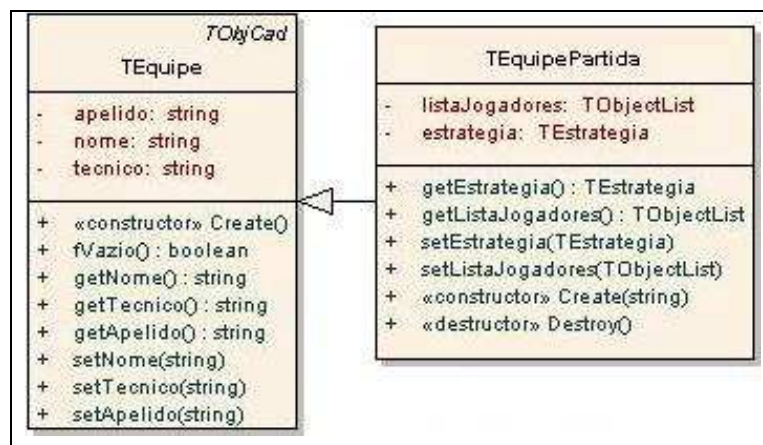 TObjCad
TEquipe
- apelido: string
- nome: string
- tecnico: string
+ «constructor» Create()
+ fVazio() : boolean
+ getNome() : string
+ getTecnico() : string
+ getApelido() : string
+ setNome(string)
+ setTecnico(string)
+ setApelido(string)
TEquipePartida
- listaJogadores: TObjectList
- estrategia: TEstrategia
+ getEstrategia() : TEstrategia
+ getListaJogadores() : TObjectList
+ setEstrategia(TEstrategia)
+ setListaJogadores(TObjectList)
+ «constructor» Create(string)
+ «destructor» Destroy()